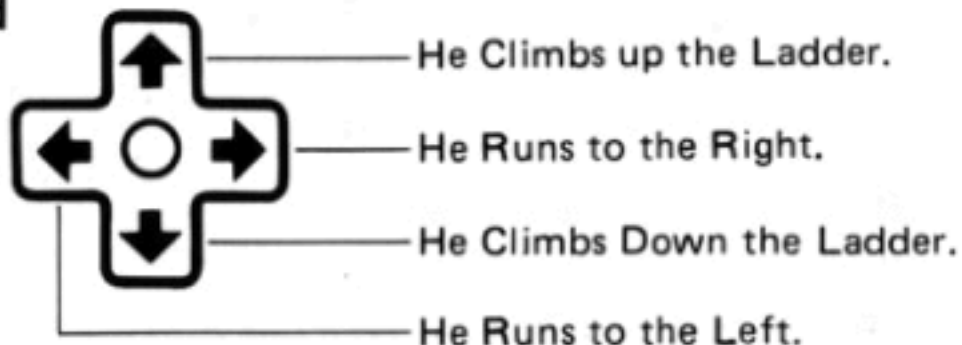 He Climbs up the Ladder.
He Runs to the Right.
He Climbs Down the Ladder.
He Runs to the Left.